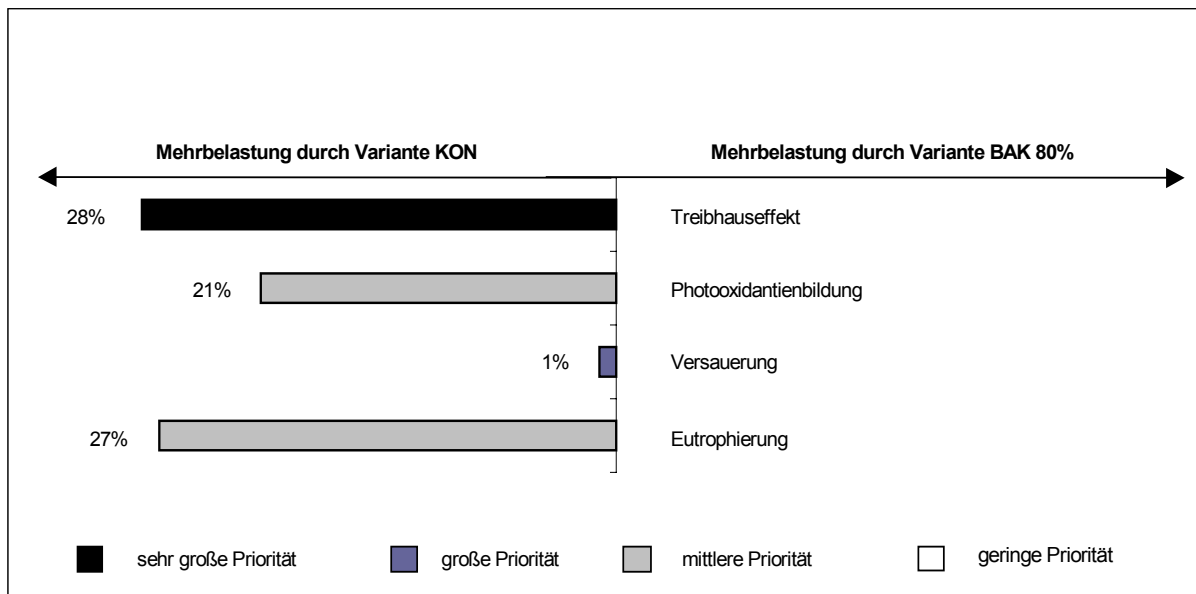 Mehrbelastung durch Variante KON Mehrbelastung durch Variante BAK 80%
28% Treibhauseffekt
21% Photooxidantienbildung
1% Versauerung
27% Eutrophierung
sehr große Priorität große Priorität mittlere Priorität geringe Priorität